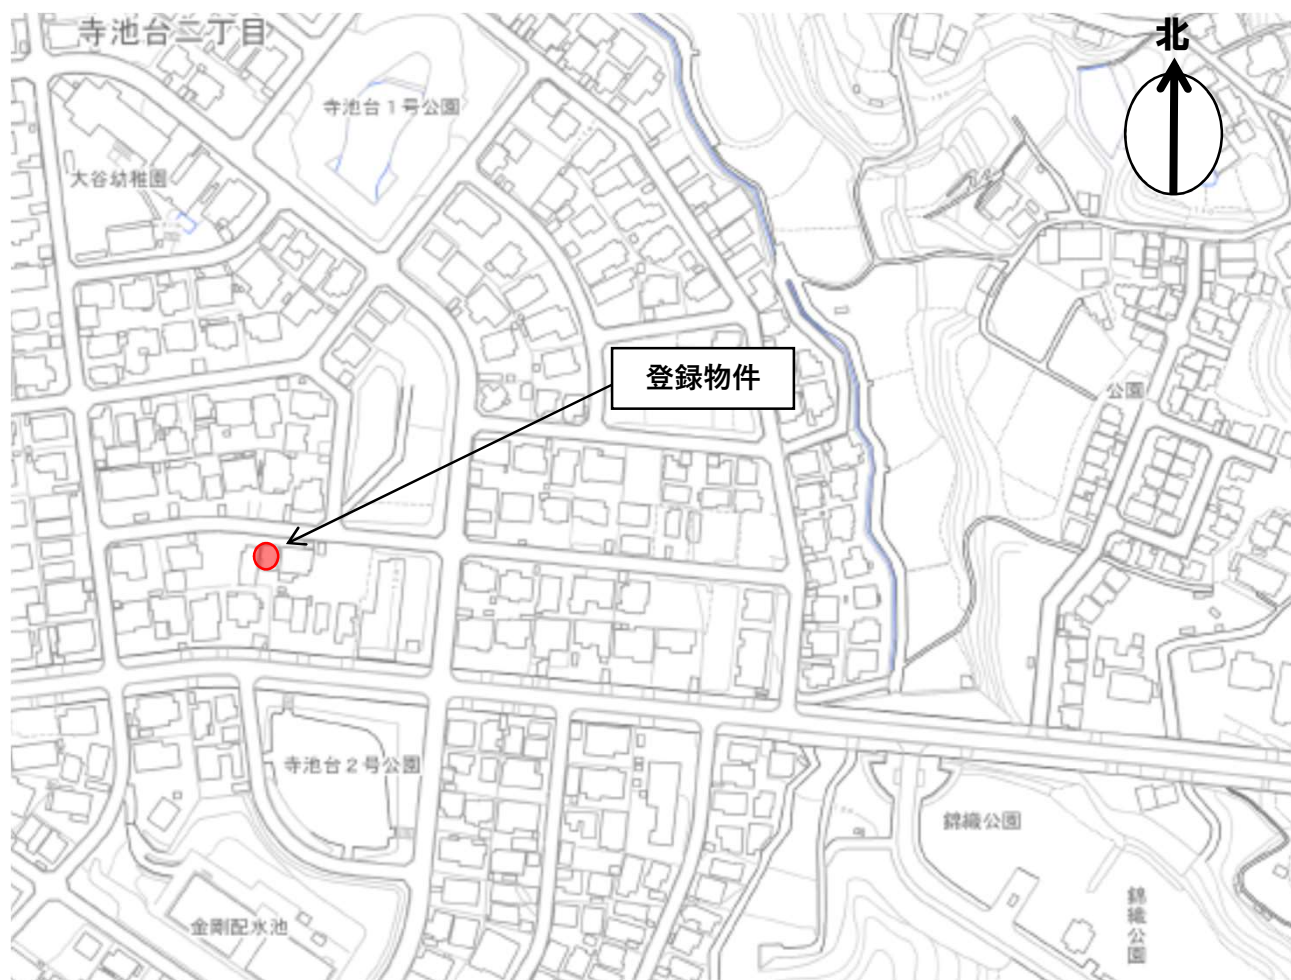 寺池台二丁目
北
寺池台1号公園
大谷幼稚園
登録物件
公園
寺池台2号公園
錦織公園
錦織公園
金剛配水池